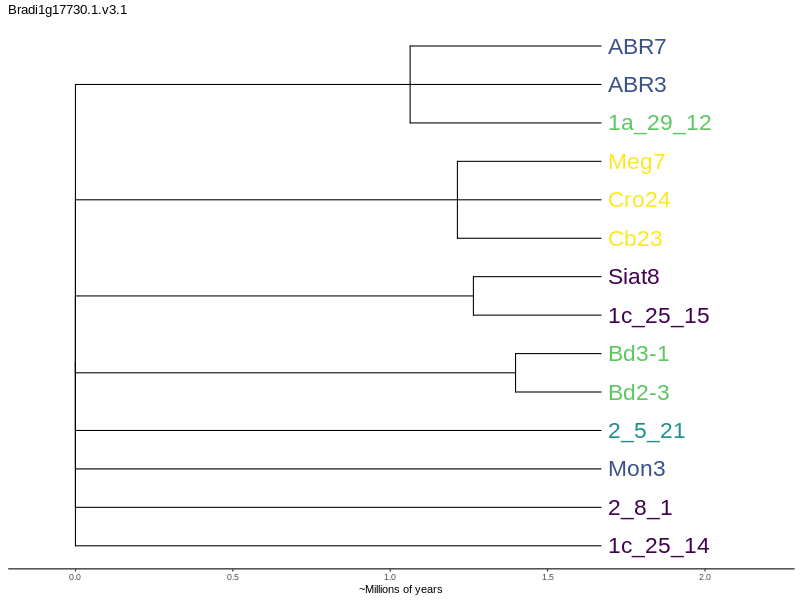 Bradi1g17730.1.v3.1
ABR7
ABR3
1a_29_12
Meg7
Cro24
Cb23
Siat8
1c_25_15
Bd3-1
Bd2-3
2_5_21
Mon3
2_8_1
1c_25_14
0.0 0.5 1.0 1.5 2.0
~Millions of years